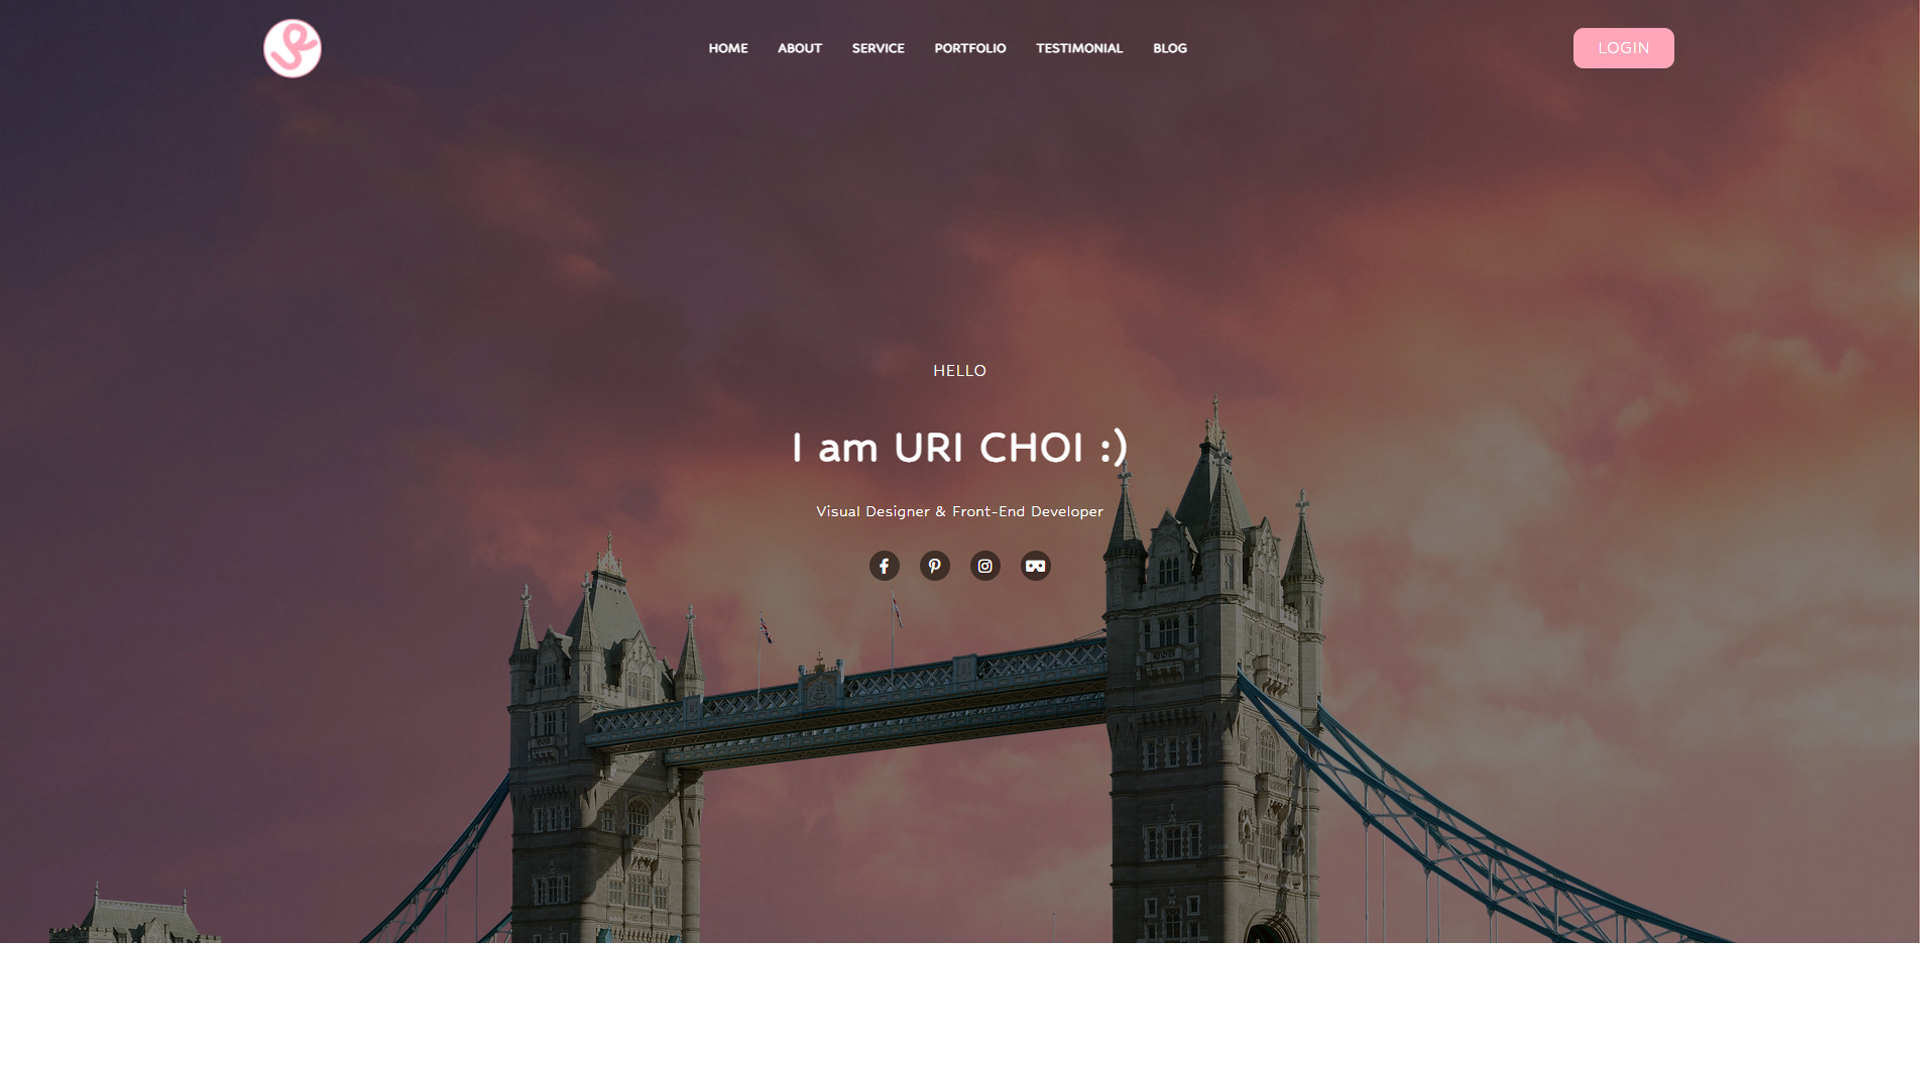 HOME ABOUT SERVICE PORTFOLIO TESTIMONIAL BLOG LOGIN
HELLO
I am URI CHOI :)
Visual Designer & Front-End Developer